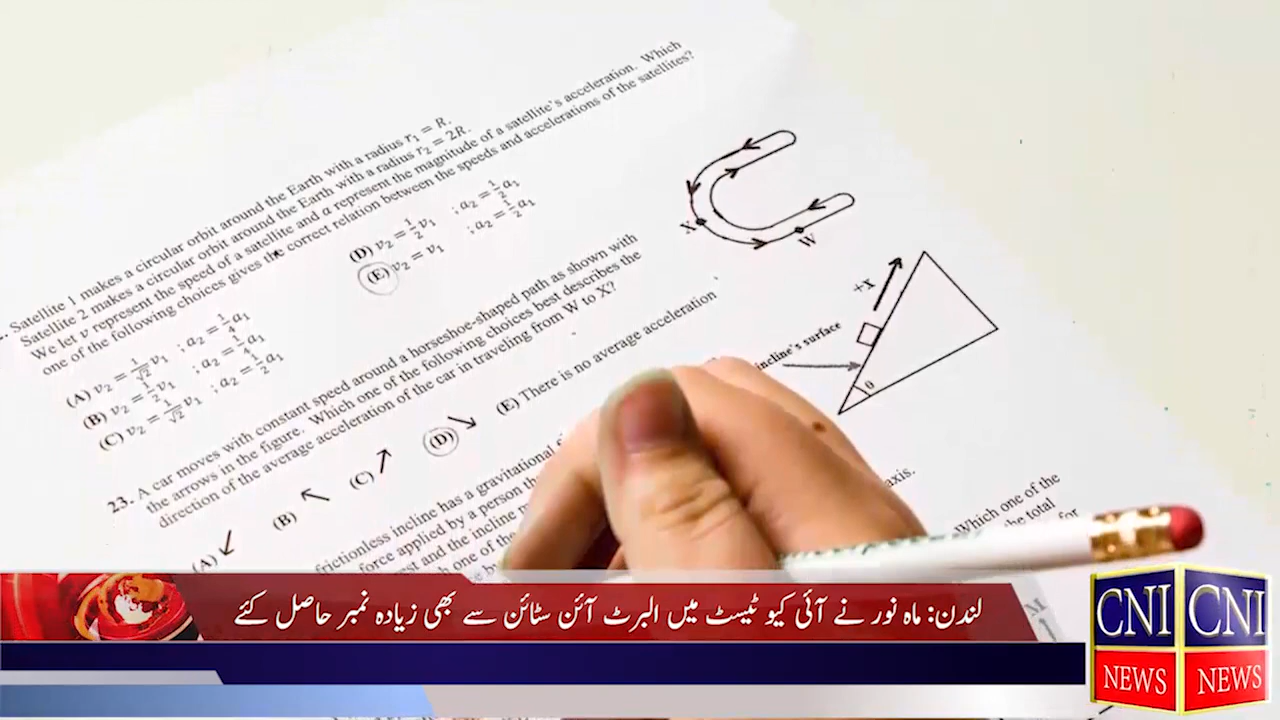 Satellite 1 makes a circular orbit around the Earth with a radius r₁ = R.
Satellite 2 makes a circular orbit around the Earth with a radius r₂ = 2R.
We let v represent the speed of a satellite and a represent the magnitude of a satellite's acceleration. Which
one of the following choices gives the correct relation between the speeds and accelerations of the satellites?
(A) v₂ = 1/√2 v₁ ; a₂ = 1/4 a₁
(B) v₂ = 1/2 v₁ ; a₂ = 1/4 a₁
(C) v₂ = 1/√2 v₁ ; a₂ = 1/2 a₁
(D) v₂ = 1/2 v₁ ; a₂ = 1/2 a₁
(E) v₂ = v₁ ; a₂ = 1/2 a₁
23. A car moves with constant speed around a horseshoe-shaped path as shown with
the arrows in the figure. Which one of the following choices best describes the
direction of the average acceleration of the car in traveling from W to X?
(A) ↙ (B) ↖ (C) ↗ (D) ↘ (E) There is no average acceleration
X
W
+x
incline's surface
θ
frictionless incline has a gravitational
force applied by a person
and the incline
one of the
axis.
Which one of the
the total
for
M
لندن: ماہ نور نے آئی کیو ٹیسٹ میں البرٹ آئن سٹائن سے بھی زیادہ نمبر حاصل کئے
CNI CNI
NEWS NEWS